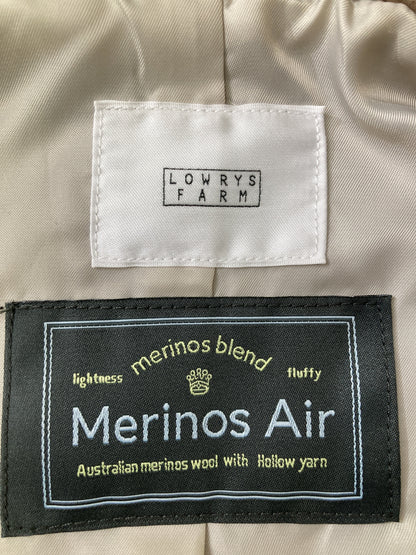 LOWRYS
FARM
merinos blend
lightness
fluffy
Merinos Air
Australian merinos wool with Hollow yarn